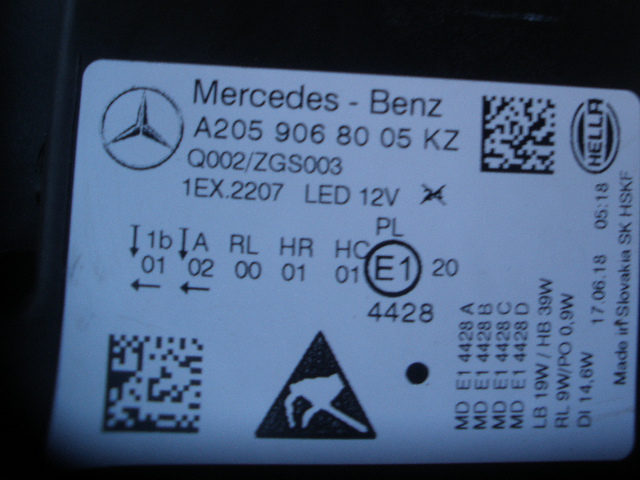 Mercedes - Benz
A205 906 80 05 KZ
Q002/ZGS003
1EX.2207 LED 12V
HELLA
1b A RL HR HC PL
01 02 00 01 01 E1 20
4428
MD E1 4428 A
MD E1 4428 B
MD E1 4428 C
MD E1 4428 D
LB 19W / HB 39W
RL 9W/PO 0,9W
DI 14,6W
17.06.18 05:18
Made in Slovakia SK HSKF